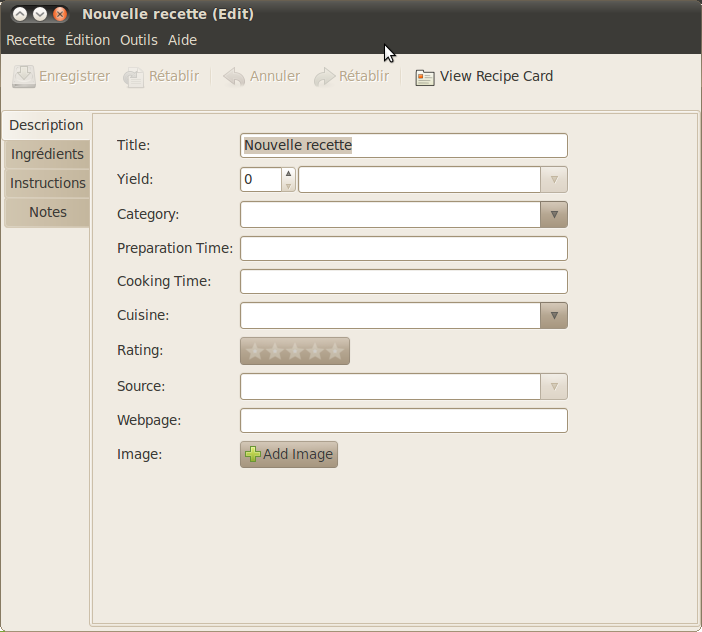 Nouvelle recette (Edit)
Recette Édition Outils Aide
Enregistrer Rétablir Annuler Rétablir View Recipe Card
Description
Ingrédients
Instructions
Notes
Title: Nouvelle recette
Yield: 0
Category:
Preparation Time:
Cooking Time:
Cuisine:
Rating:
Source:
Webpage:
Image: Add Image